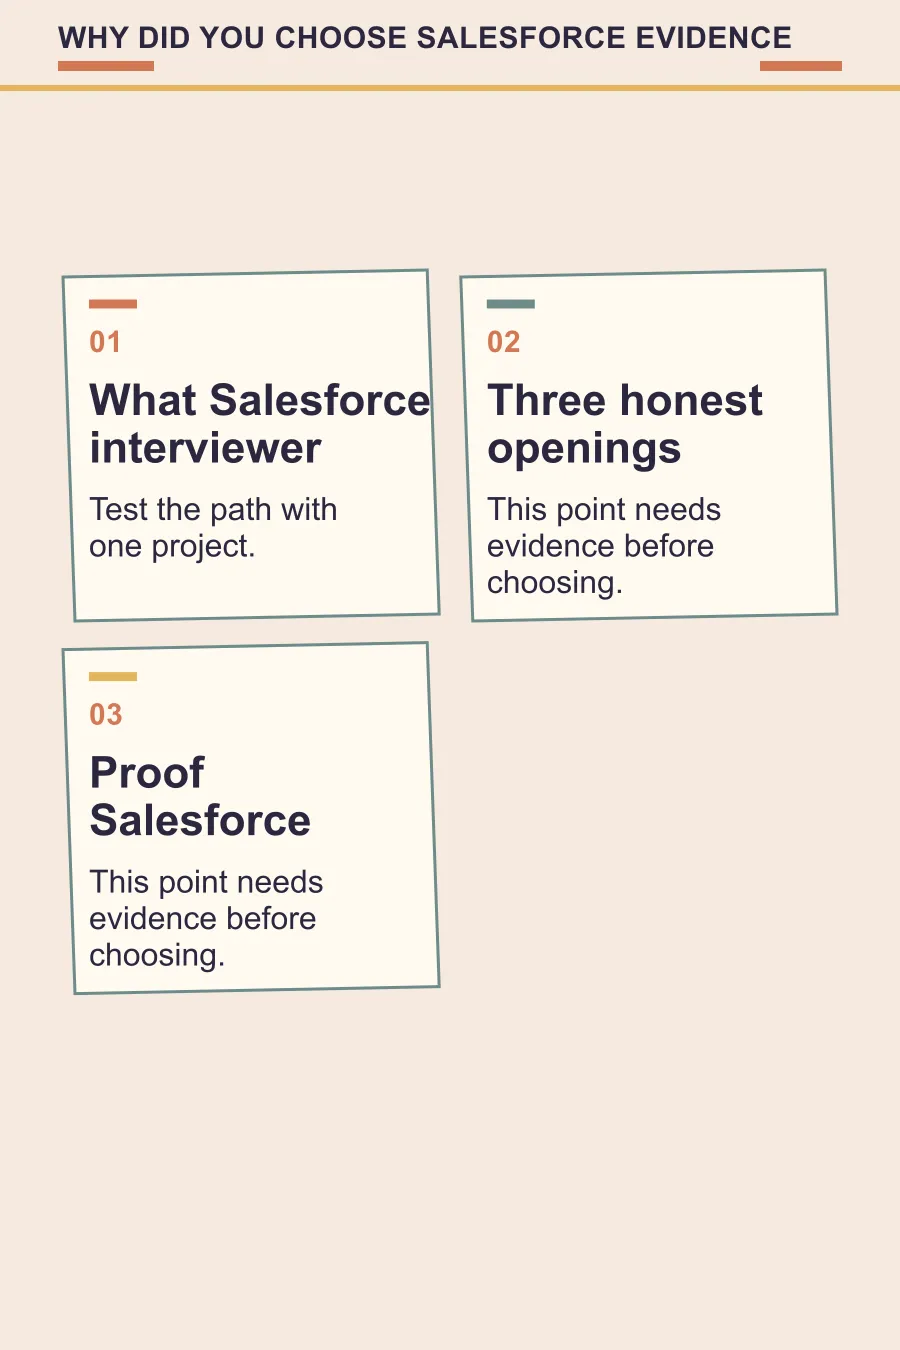 WHY DID YOU CHOOSE SALESFORCE EVIDENCE
01
What Salesforce
interviewer
Test the path with
one project.
02
Three honest
openings
This point needs
evidence before
choosing.
03
Proof
Salesforce
This point needs
evidence before
choosing.